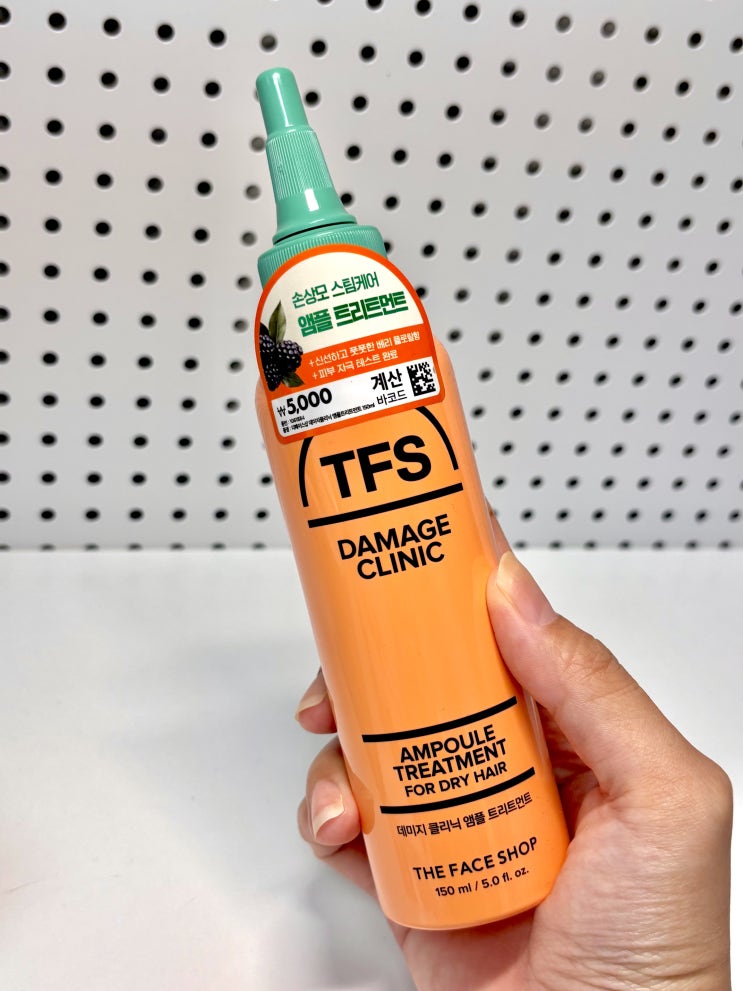 손상모 스팀케어
앰플 트리트먼트
+신선하고 풋풋한 베리 플로럴향
+피부 자극 테스트 완료
₩5,000
계산
바코드
TFS
DAMAGE
CLINIC
AMPOULE
TREATMENT
FOR DRY HAIR
데미지 클리닉 앰플 트리트먼트
THE FACE SHOP
150 ml / 5.0 fl. oz.